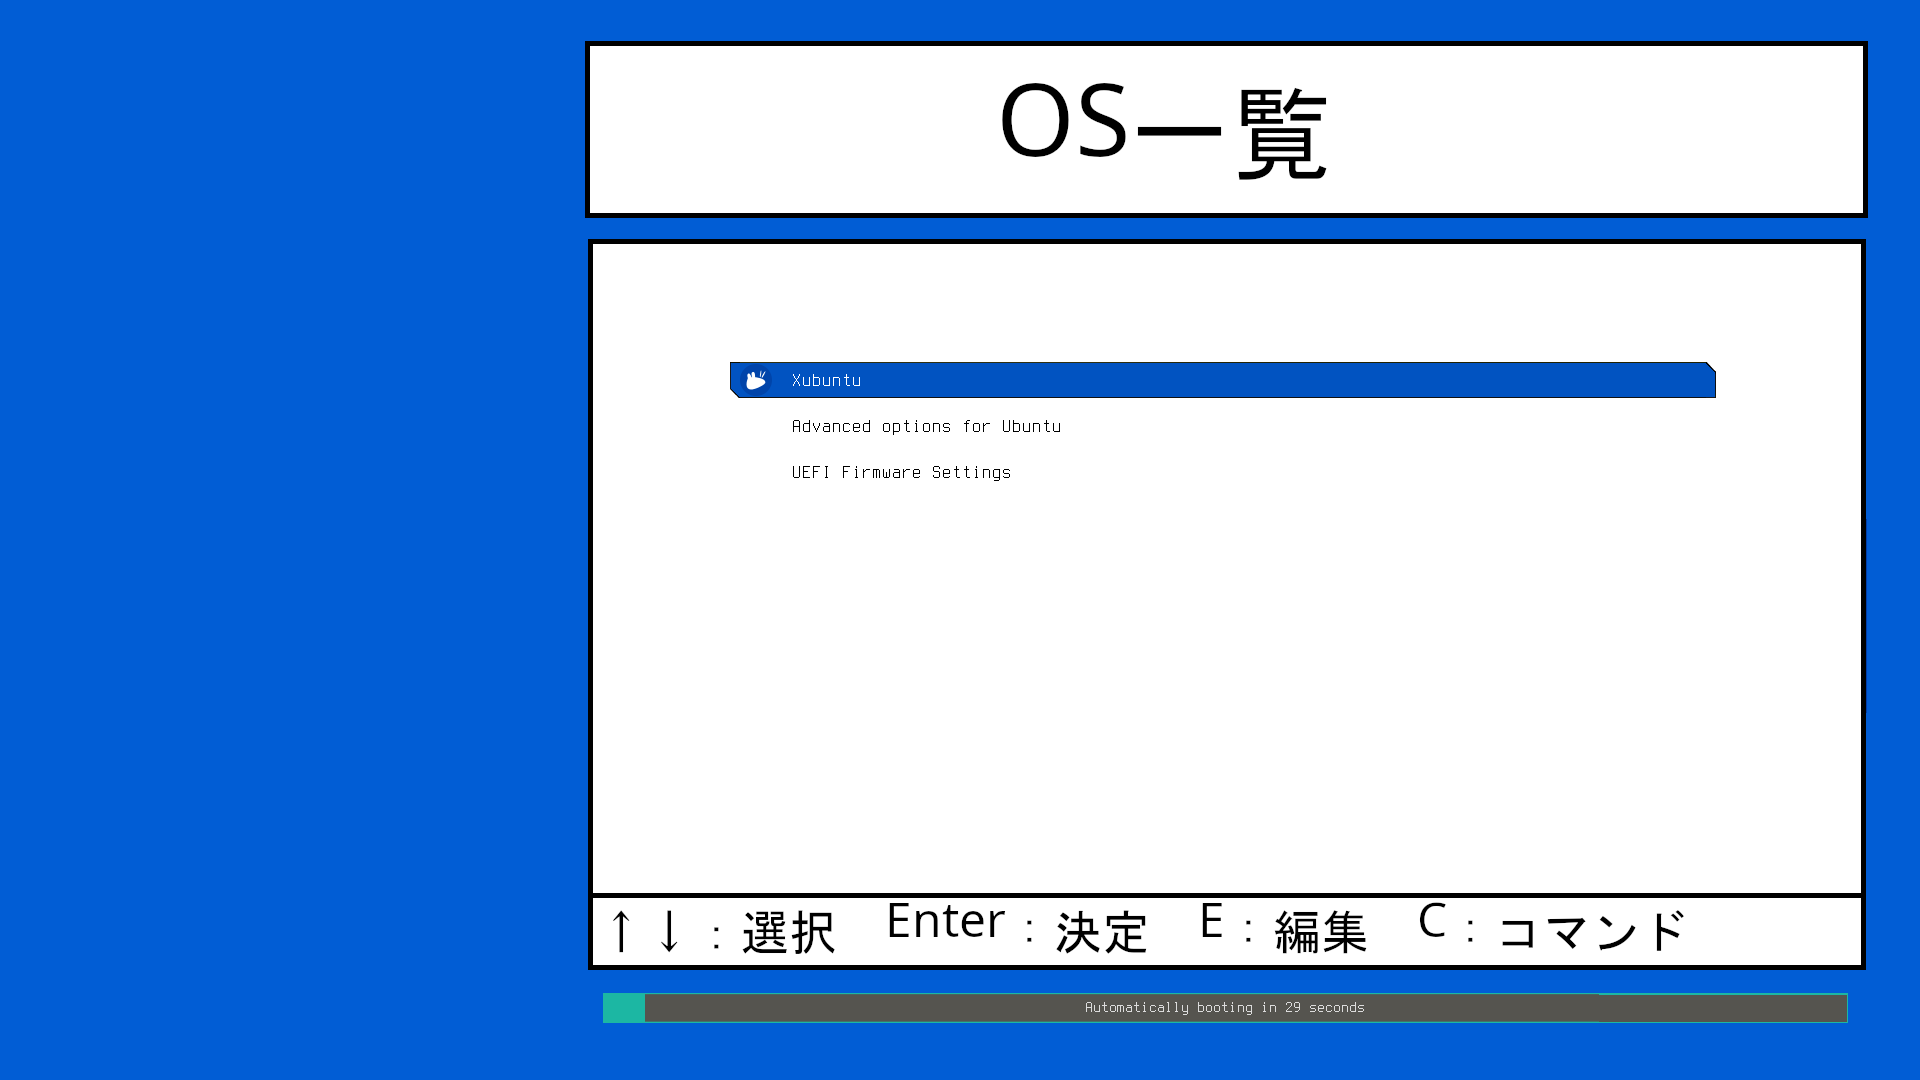 OS一覧
Xubuntu
Advanced options for Ubuntu
UEFI Firmware Settings
↑ ↓ : 選択 Enter : 決定 E : 編集 C : コマンド
Automatically booting in 29 seconds